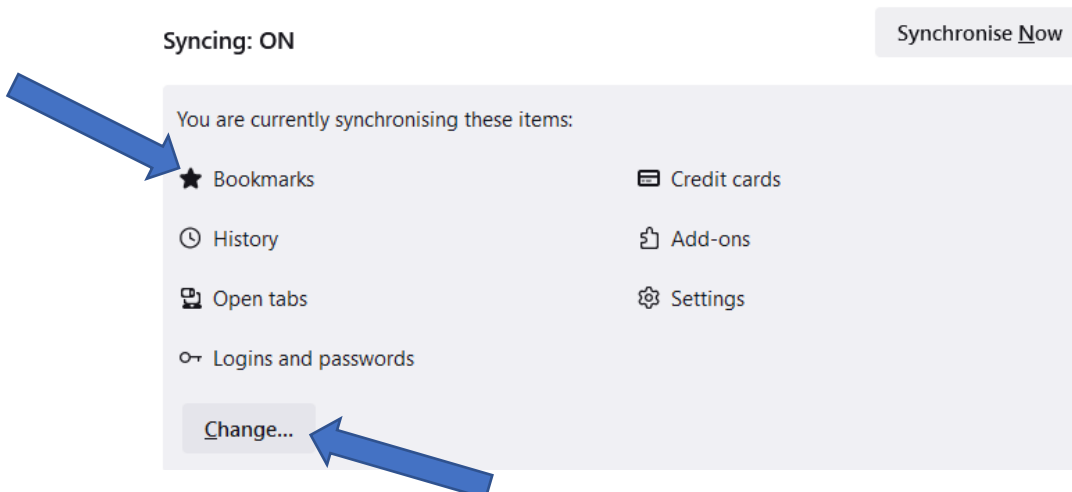 Syncing: ON
Synchronise Now
You are currently synchronising these items:
Bookmarks
Credit cards
History
Add-ons
Open tabs
Settings
Logins and passwords
Change...